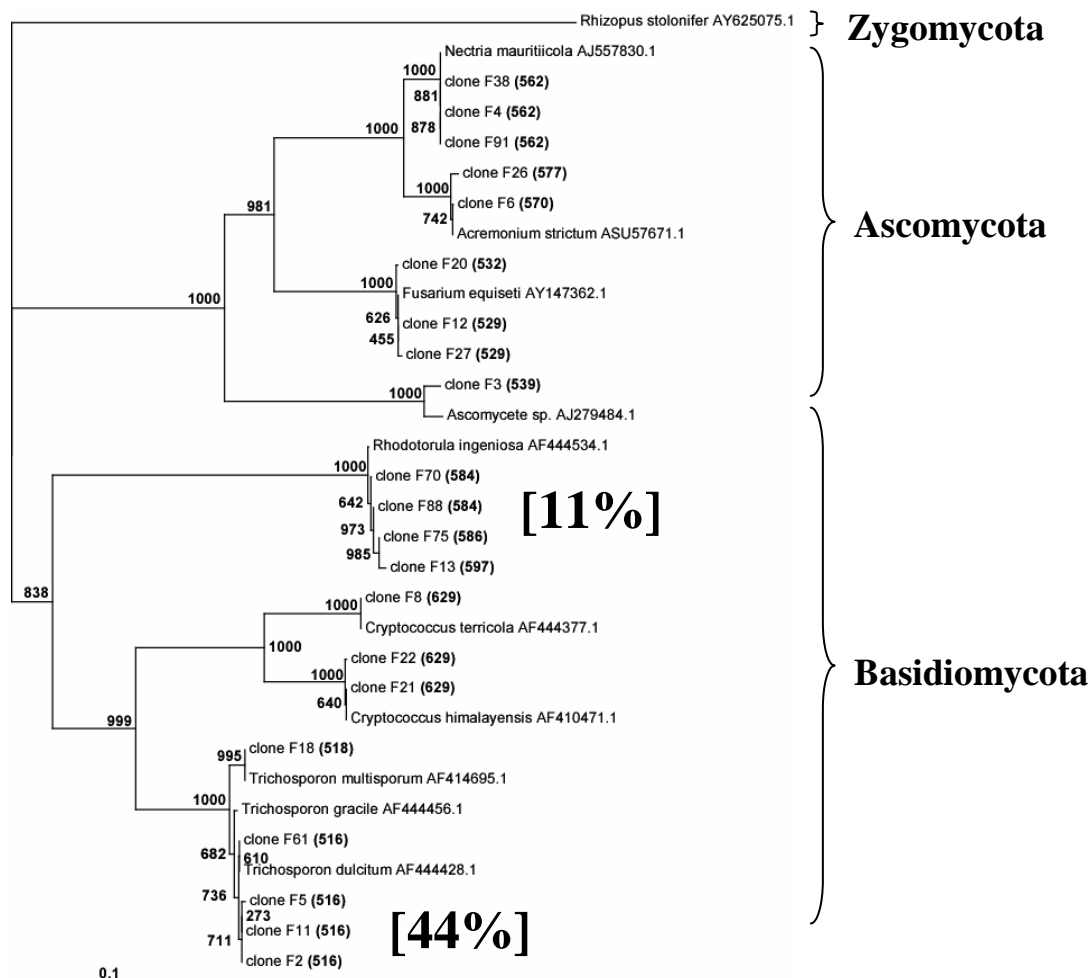 Rhizopus stolonifer AY625075.1
Zygomycota
Nectria mauritiicola AJ557830.1
1000
clone F38 (562)
881
clone F4 (562)
1000
878
clone F91 (562)
clone F26 (577)
1000
clone F6 (570)
742
Acremonium strictum ASU57671.1
981
Ascomycota
clone F20 (532)
1000
Fusarium equiseti AY147362.1
1000
626
clone F12 (529)
455
clone F27 (529)
clone F3 (539)
1000
Ascomycete sp. AJ279484.1
Rhodotorula ingeniosa AF444534.1
1000
clone F70 (584)
642
clone F88 (584)
[11%]
973
clone F75 (586)
985
clone F13 (597)
838
clone F8 (629)
1000
Cryptococcus terricola AF444377.1
1000
clone F22 (629)
1000
clone F21 (629)
640
Cryptococcus himalayensis AF410471.1
Basidiomycota
999
clone F18 (518)
995
Trichosporon multisporum AF414695.1
1000
Trichosporon gracile AF444456.1
clone F61 (516)
682
610
Trichosporon dulcitum AF444428.1
736
clone F5 (516)
273
clone F11 (516)
711
[44%]
clone F2 (516)
0.1